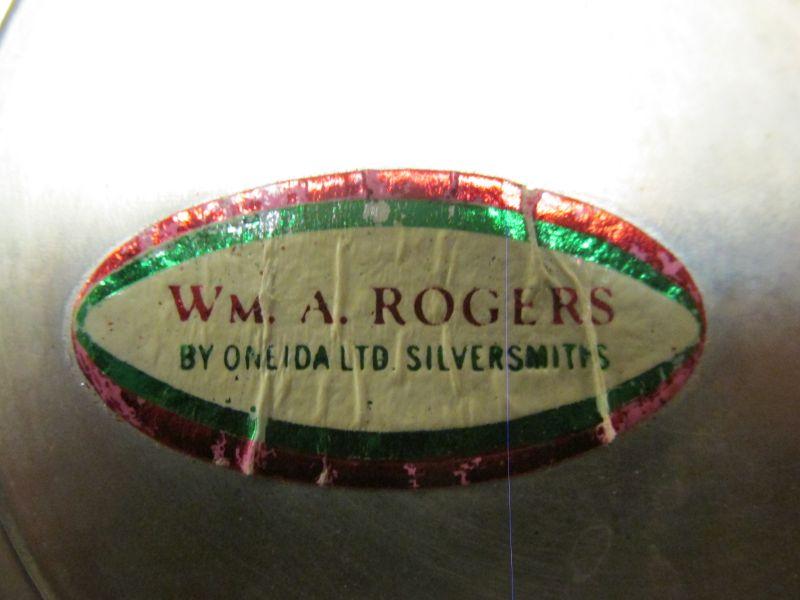 WM. A. ROGERS
BY ONEIDA LTD. SILVERSMITHS